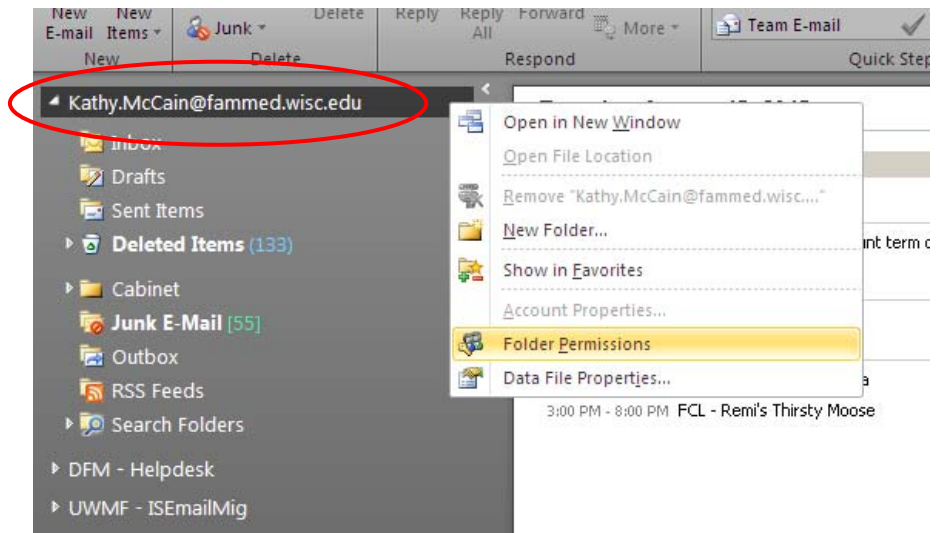 New New Delete Reply Reply Forward
E-mail Items Junk All More Team E-mail
New Delete Respond Quick Step
Kathy.McCain@fammed.wisc.edu
Inbox
Drafts
Sent Items
Deleted Items (133)
Cabinet
Junk E-Mail [55]
Outbox
RSS Feeds
Search Folders
DFM - Helpdesk
UWMF - ISEmailMig
Open in New Window
Open File Location
Remove "Kathy.McCain@fammed.wisc...."
New Folder...
Show in Favorites
Account Properties...
Folder Permissions
Data File Properties...
term
3:00 PM - 8:00 PM FCL - Remi's Thirsty Moose